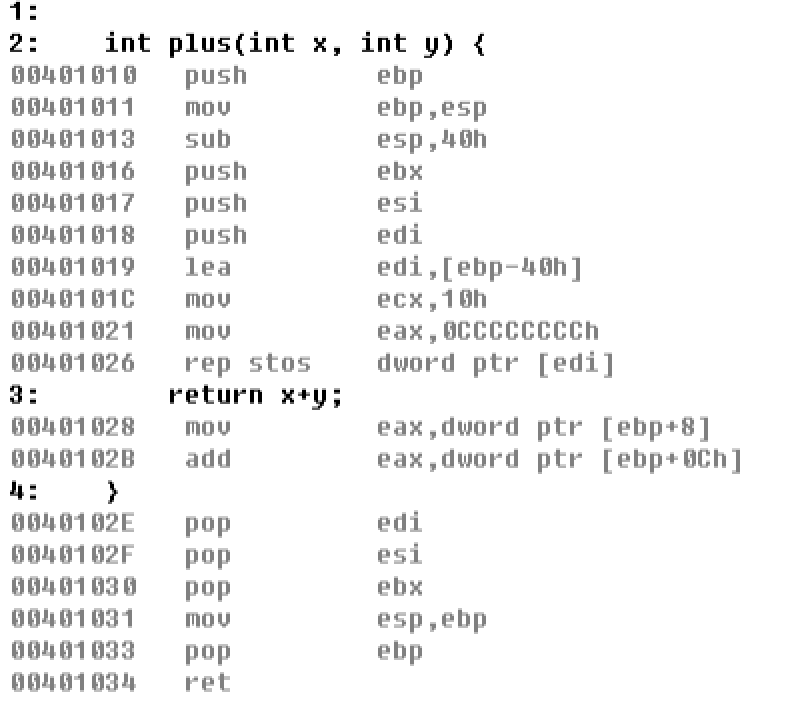 1:
2:    int plus(int x, int y) {
00401010   push        ebp
00401011   mov         ebp,esp
00401013   sub         esp,40h
00401016   push        ebx
00401017   push        esi
00401018   push        edi
00401019   lea         edi,[ebp-40h]
0040101C   mov         ecx,10h
00401021   mov         eax,0CCCCCCCCh
00401026   rep stos    dword ptr [edi]
3:        return x+y;
00401028   mov         eax,dword ptr [ebp+8]
0040102B   add         eax,dword ptr [ebp+0Ch]
4:    }
0040102E   pop         edi
0040102F   pop         esi
00401030   pop         ebx
00401031   mov         esp,ebp
00401033   pop         ebp
00401034   ret